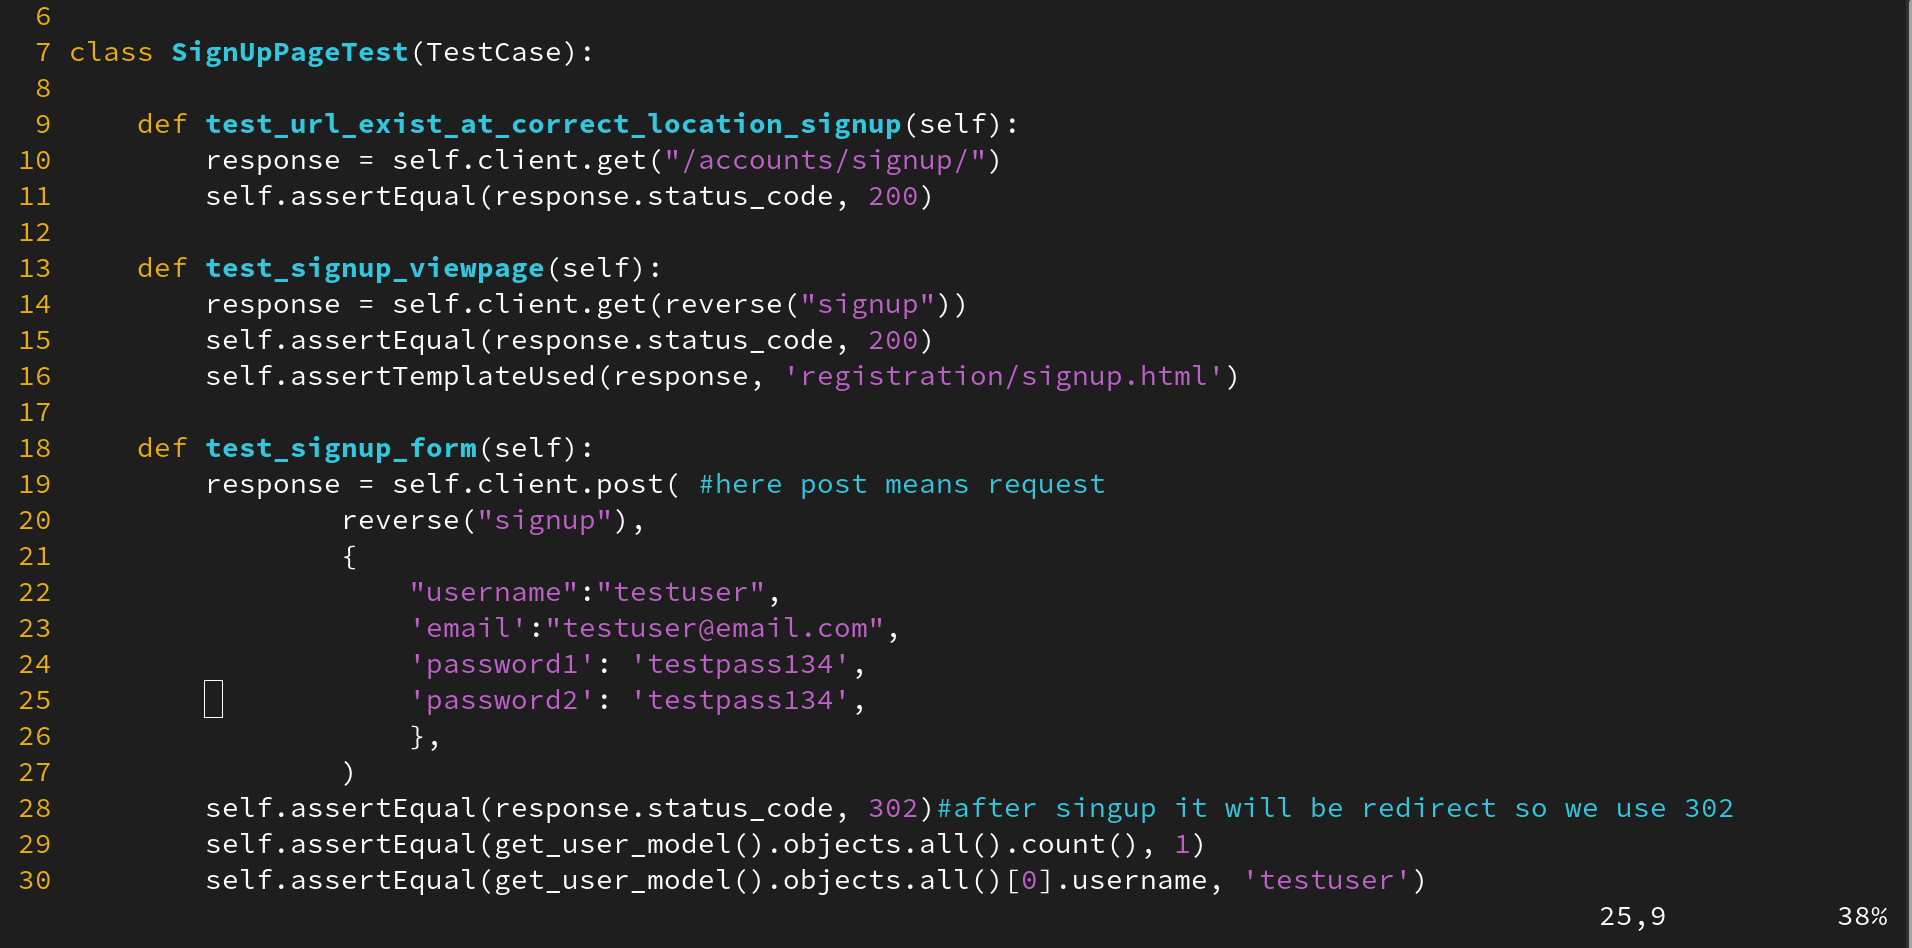 6
7 class SignUpPageTest(TestCase):
8
9     def test_url_exist_at_correct_location_signup(self):
10         response = self.client.get("/accounts/signup/")
11         self.assertEqual(response.status_code, 200)
12
13     def test_signup_viewpage(self):
14         response = self.client.get(reverse("signup"))
15         self.assertEqual(response.status_code, 200)
16         self.assertTemplateUsed(response, 'registration/signup.html')
17
18     def test_signup_form(self):
19         response = self.client.post( #here post means request
20                 reverse("signup"),
21                 {
22                     "username":"testuser",
23                     'email':"testuser@email.com",
24                     'password1': 'testpass134',
25                     'password2': 'testpass134',
26                     },
27                 )
28         self.assertEqual(response.status_code, 302)#after singup it will be redirect so we use 302
29         self.assertEqual(get_user_model().objects.all().count(), 1)
30         self.assertEqual(get_user_model().objects.all()[0].username, 'testuser')
25,9          38%